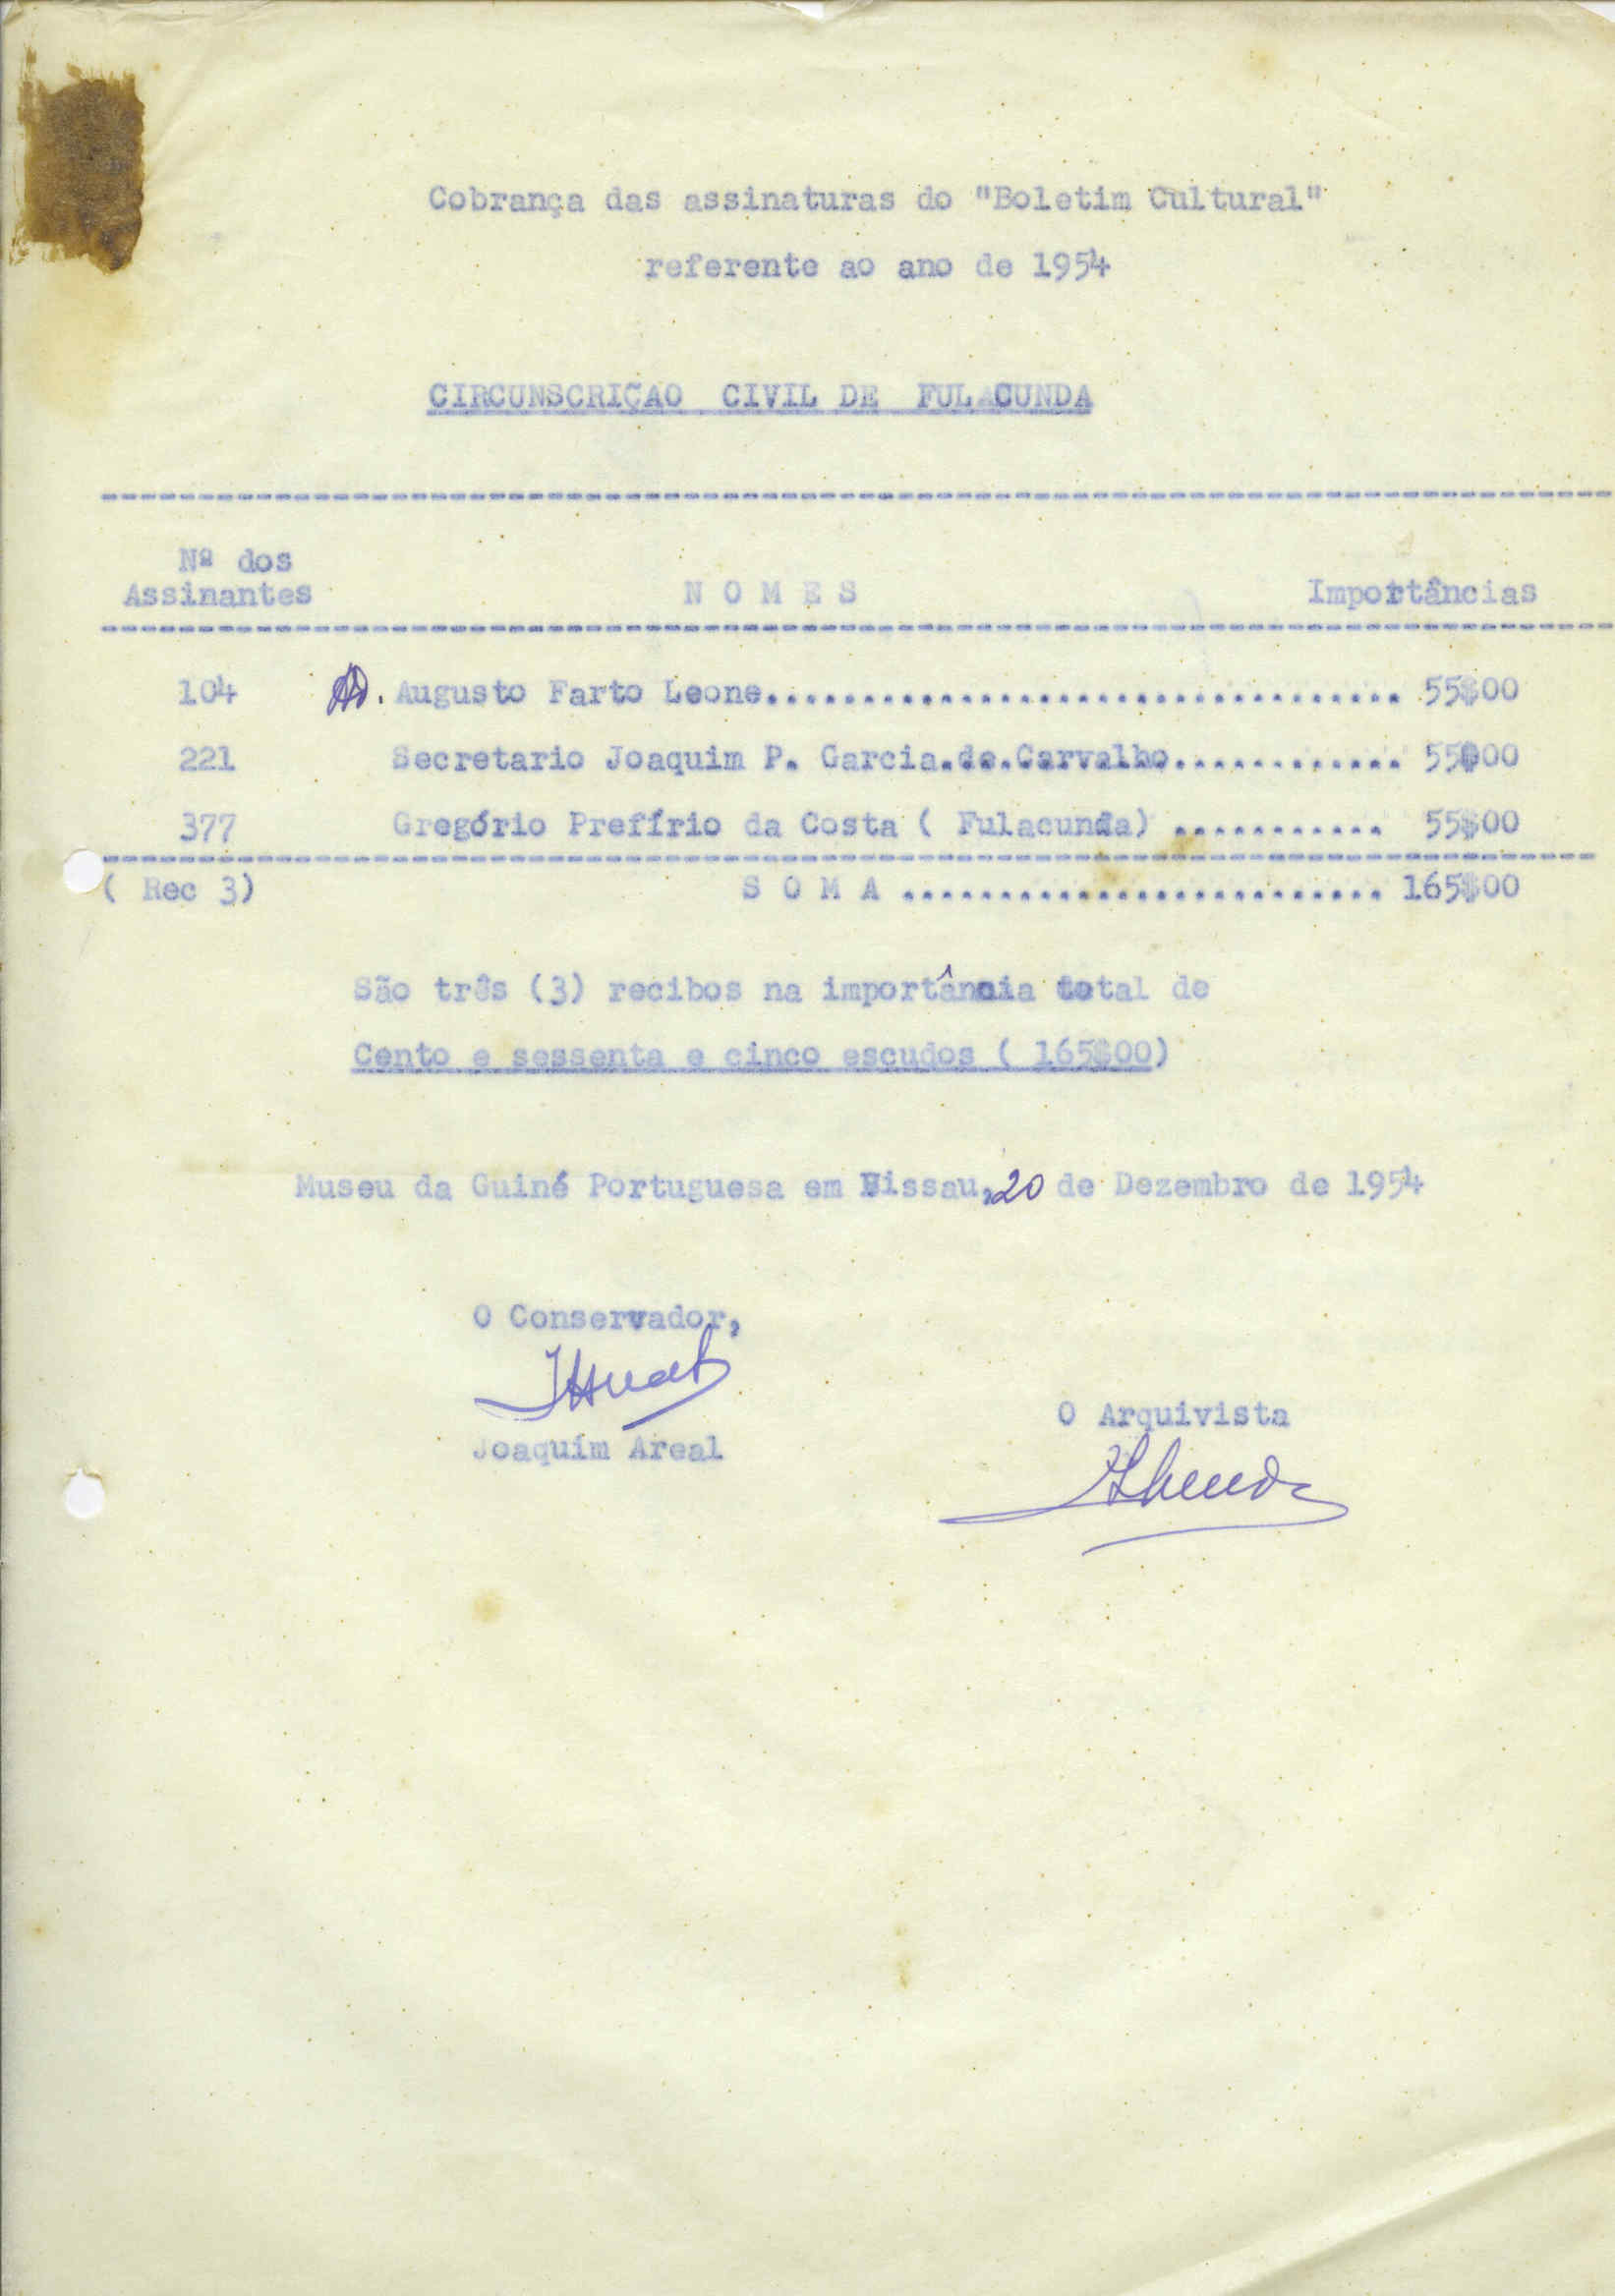 Cobrança das assinaturas do "Boletim Cultural"
referente ao ano de 1954
CIRCUNSCRIÇAO CIVIL DE FULACUNDA
Nº dos
Assinantes N O M E S Importâncias
104 Augusto Farto Leone................................. 55$00
221 Secretario Joaquim P. Garcia.de.Carvalho............ 55$00
377 Gregório Prefírio da Costa ( Fulacunda) ........... 55$00
( Rec 3) S O M A ......................... 165$00
São três (3) recibos na importância total de
Cento e sessenta e cinco escudos ( 165$00)
Museu da Guiné Portuguesa em Bissau,20 de Dezembro de 1954
O Conservador,
O Arquivista
Joaquim Areal